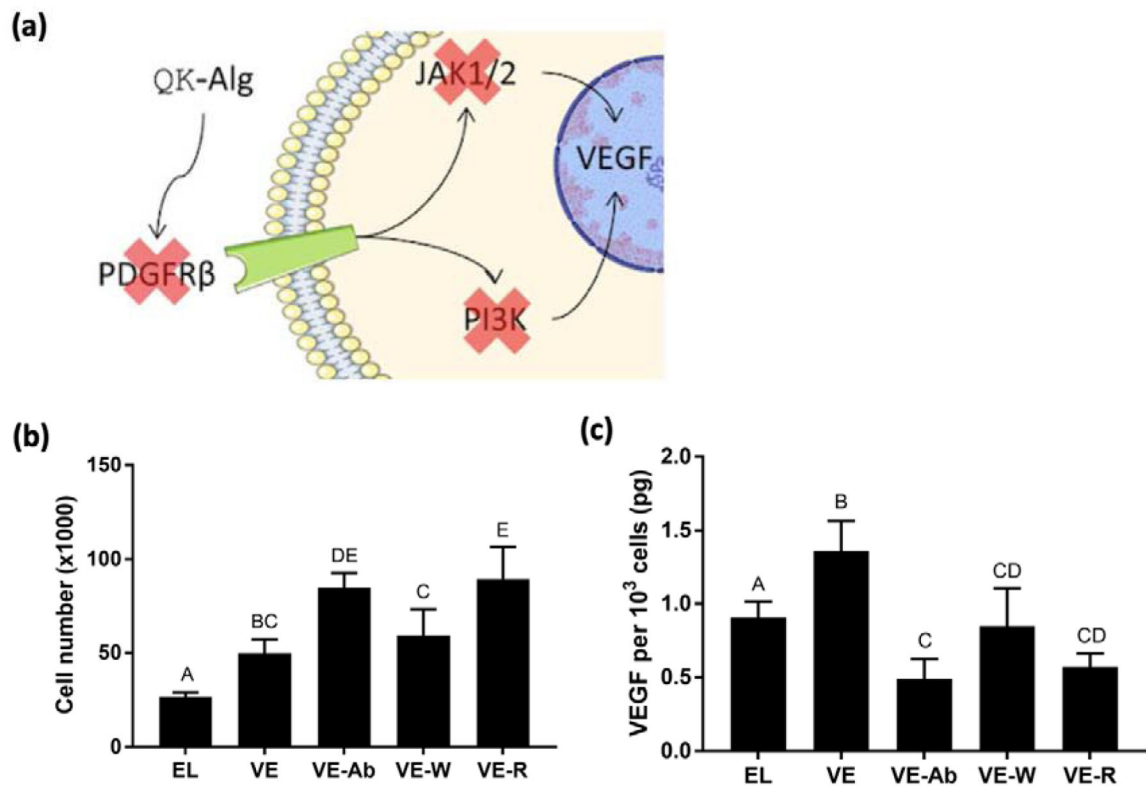 (a)
QK-Alg
JAK1/2
VEGF
PDGFRβ
PI3K
(b)
Cell number (x1000)
150
100
50
0
A
BC
DE
C
E
EL VE VE-Ab VE-W VE-R
(c)
VEGF per 10³ cells (pg)
2.0
1.5
1.0
0.5
0.0
A
B
C
CD
CD
EL VE VE-Ab VE-W VE-R